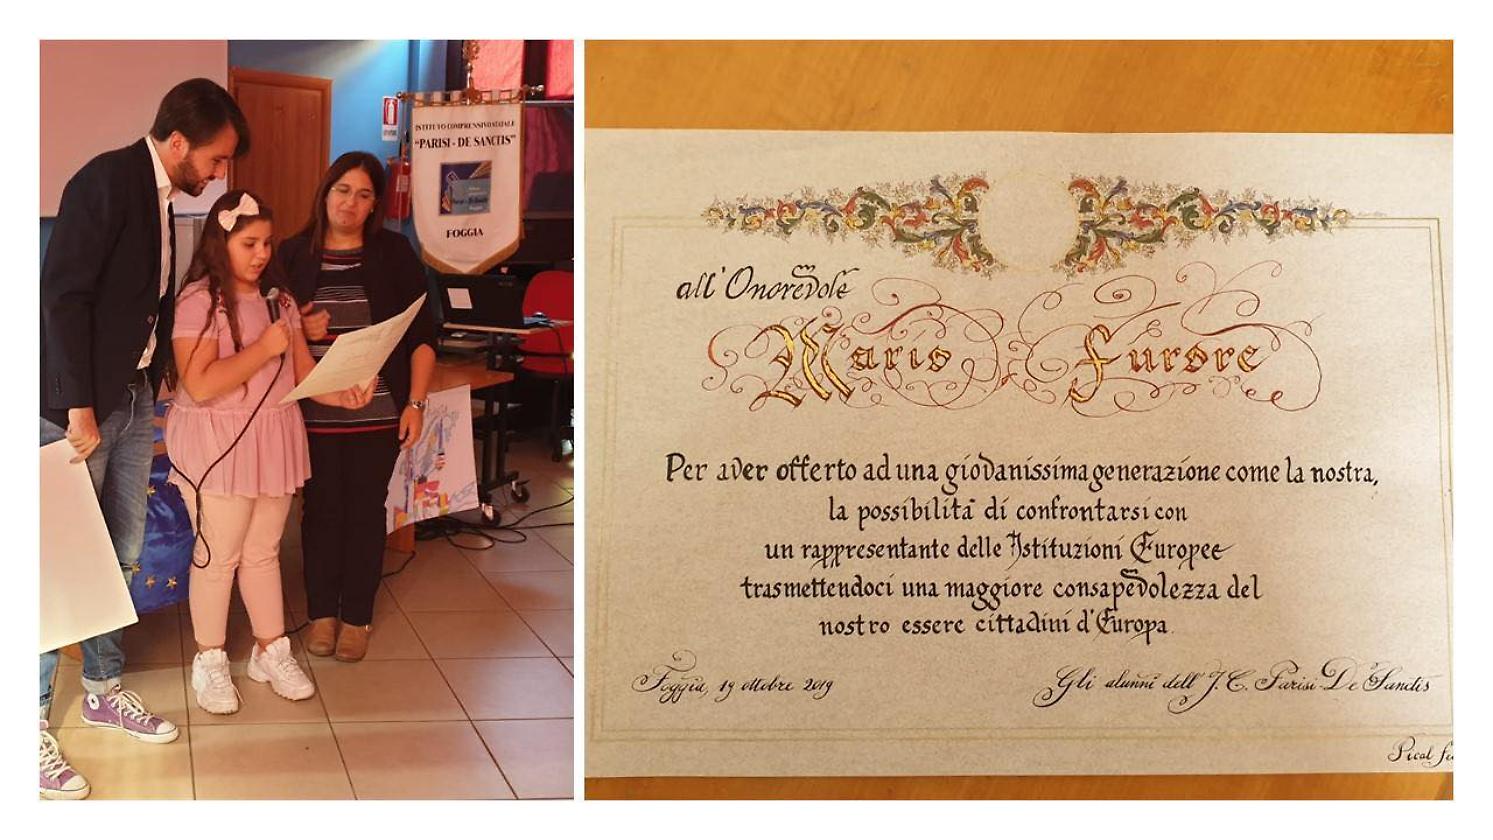 ISTITUTO COMPRENSIVO STATALE
"PARISI - DE SANCTIS"
FOGGIA
all'Onorevole
Mario Furore
Per aver offerto ad una giovanissima generazione come la nostra,
la possibilità di confrontarsi con
un rappresentante delle Istituzioni Europee
trasmettendoci una maggiore consapevolezza del
nostro essere cittadini d'Europa.
Foggia, 19 ottobre 2019
Gli alunni dell'I.C. Parisi-De Sanctis